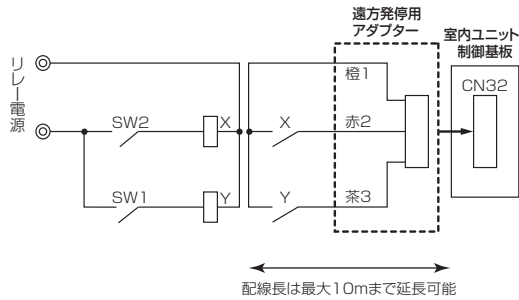 遠方発停用
アダプター
室内ユニット
制御基板
リレー電源
橙1
CN32
SW2
X
X
赤2
SW1
Y
Y
茶3
配線長は最大10mまで延長可能